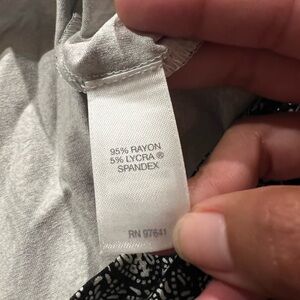 95% RAYON
5% LYCRA ®
SPANDEX
RN 97641